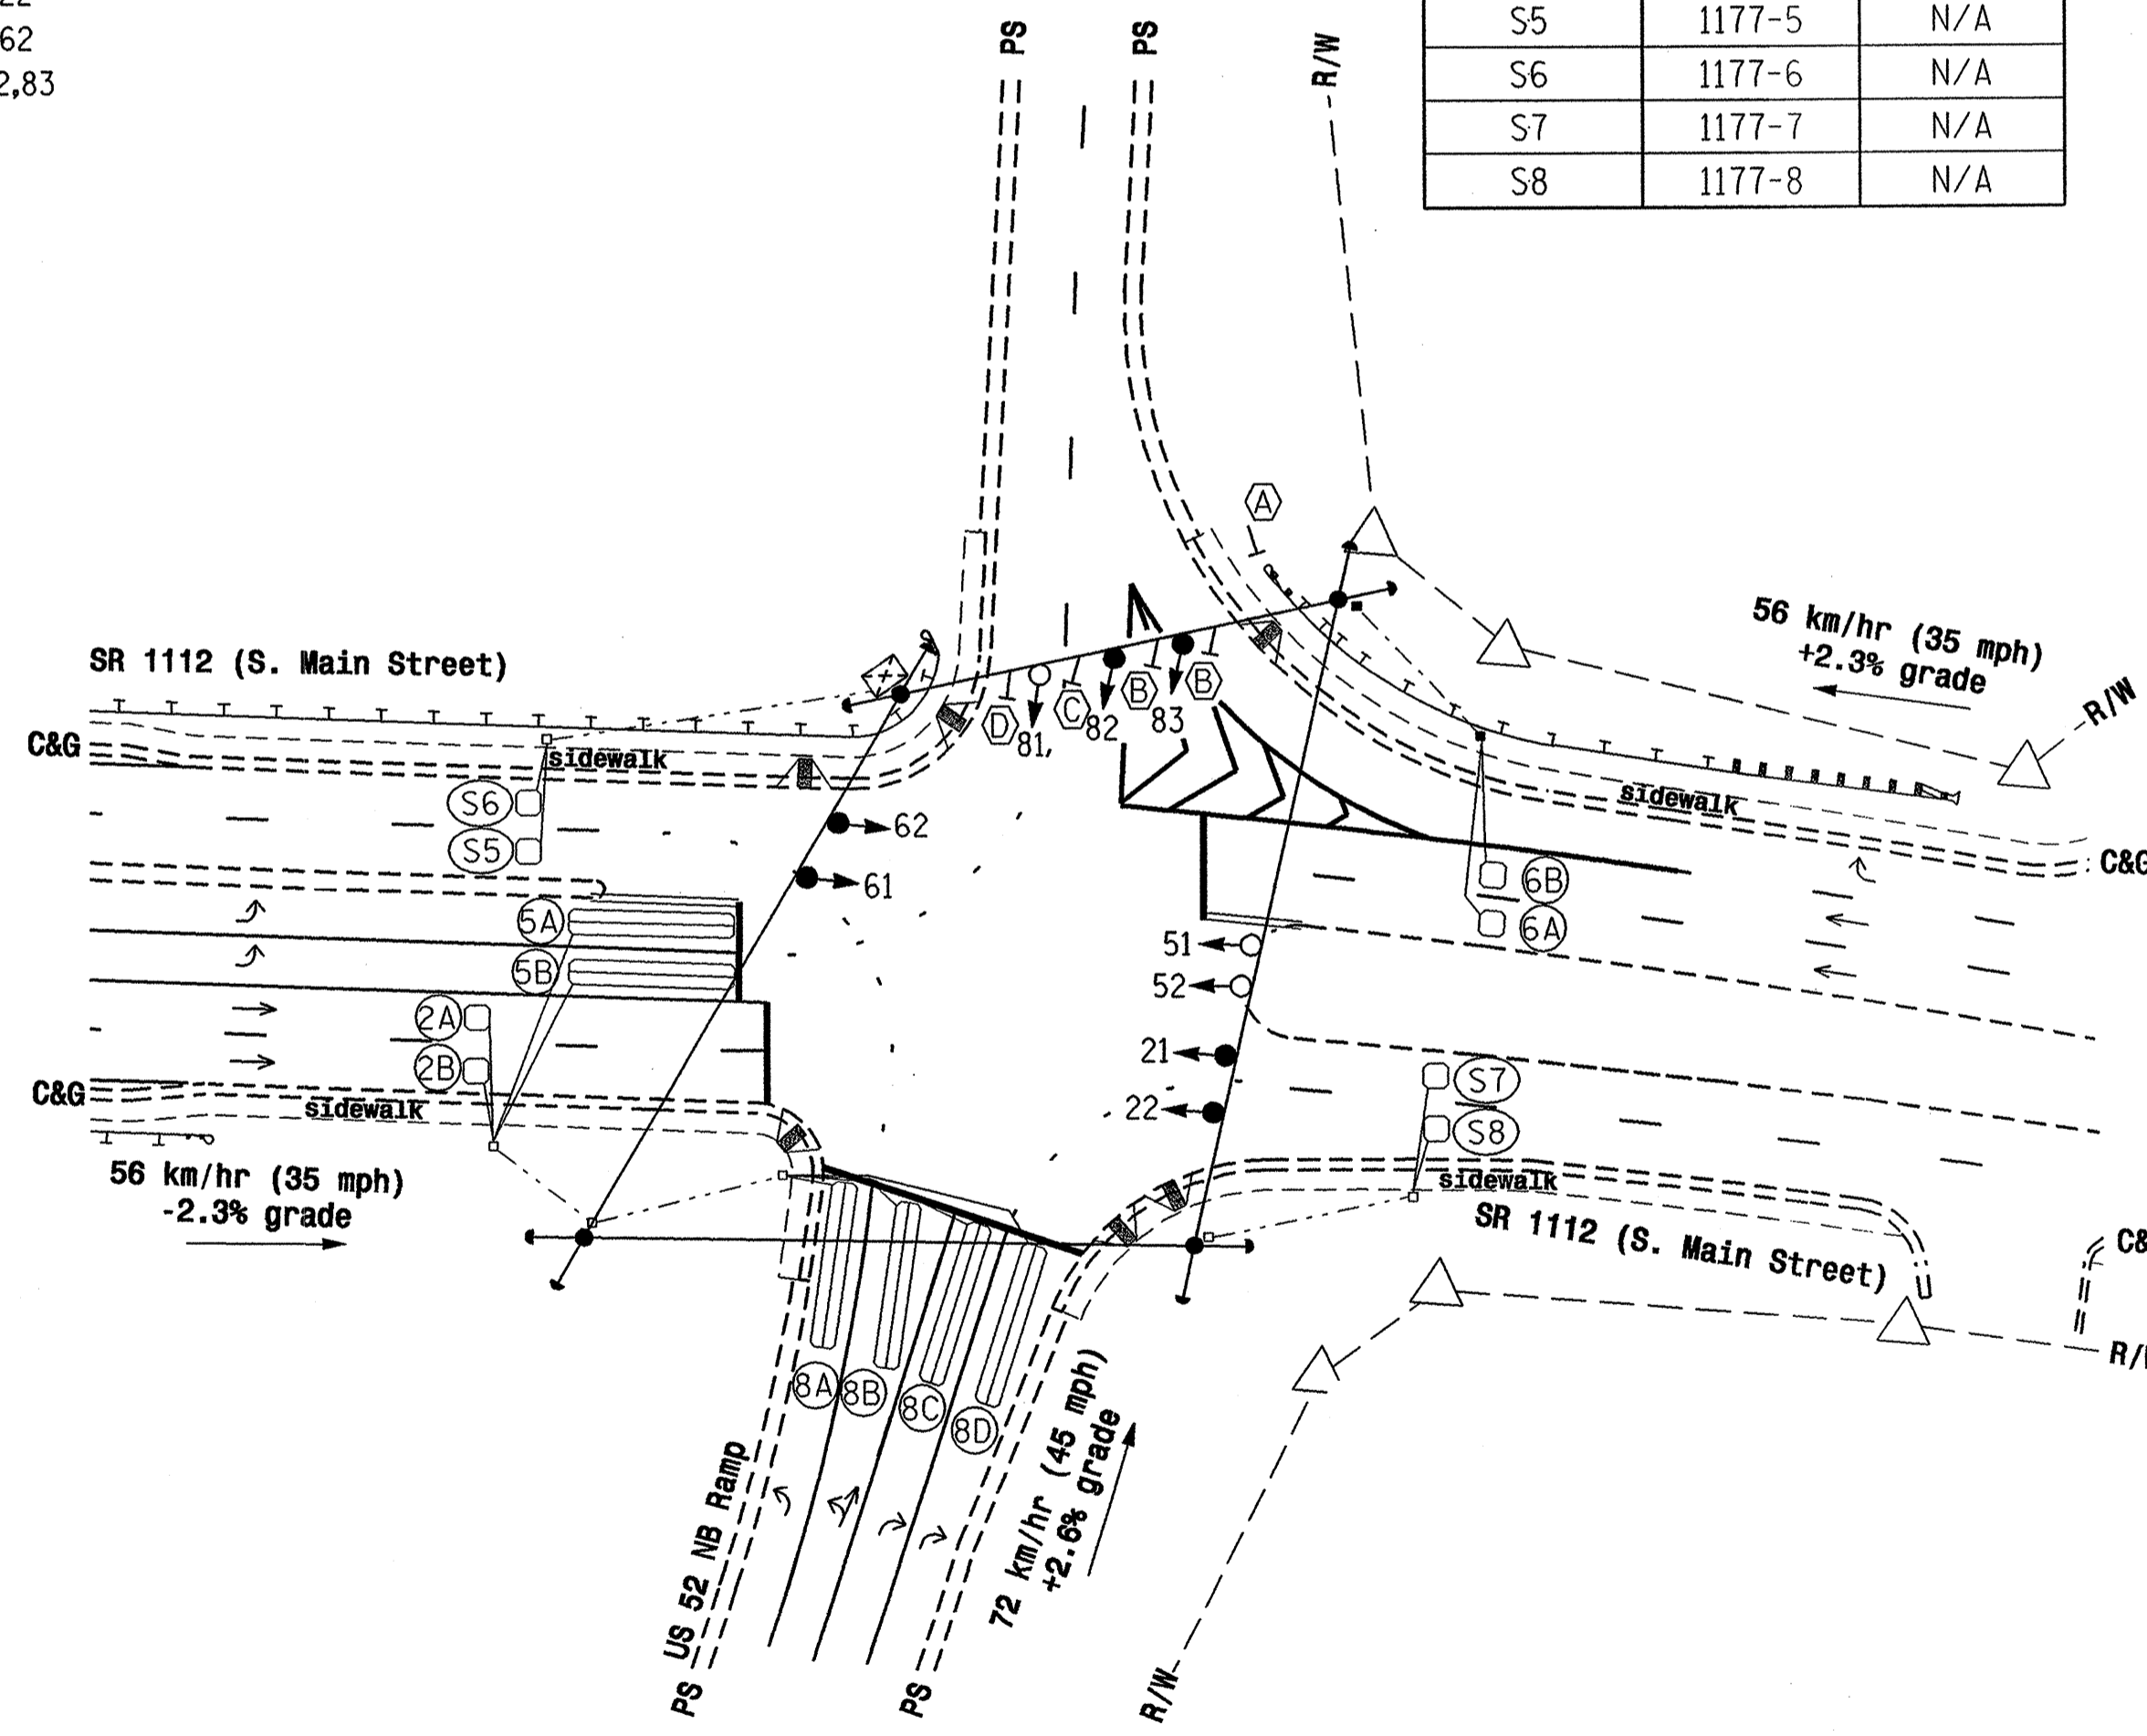 62
2,83
S5 1177-5 N/A
S6 1177-6 N/A
S7 1177-7 N/A
S8 1177-8 N/A
PS
PS
R/W
A
56 km/hr (35 mph)
+2.3% grade
R/W
SR 1112 (S. Main Street)
C&G
sidewalk
D
81,
C
82
B
83
B
sidewalk
C&G
S6
S5
62
61
6B
6A
5A
5B
51
52
2A
2B
21
22
S7
S8
C&G
sidewalk
56 km/hr (35 mph)
-2.3% grade
sidewalk
SR 1112 (S. Main Street)
8A
8B
8C
8D
72 km/hr (45 mph)
+2.6% grade
US 52 NB Ramp
PS
PS
R/W